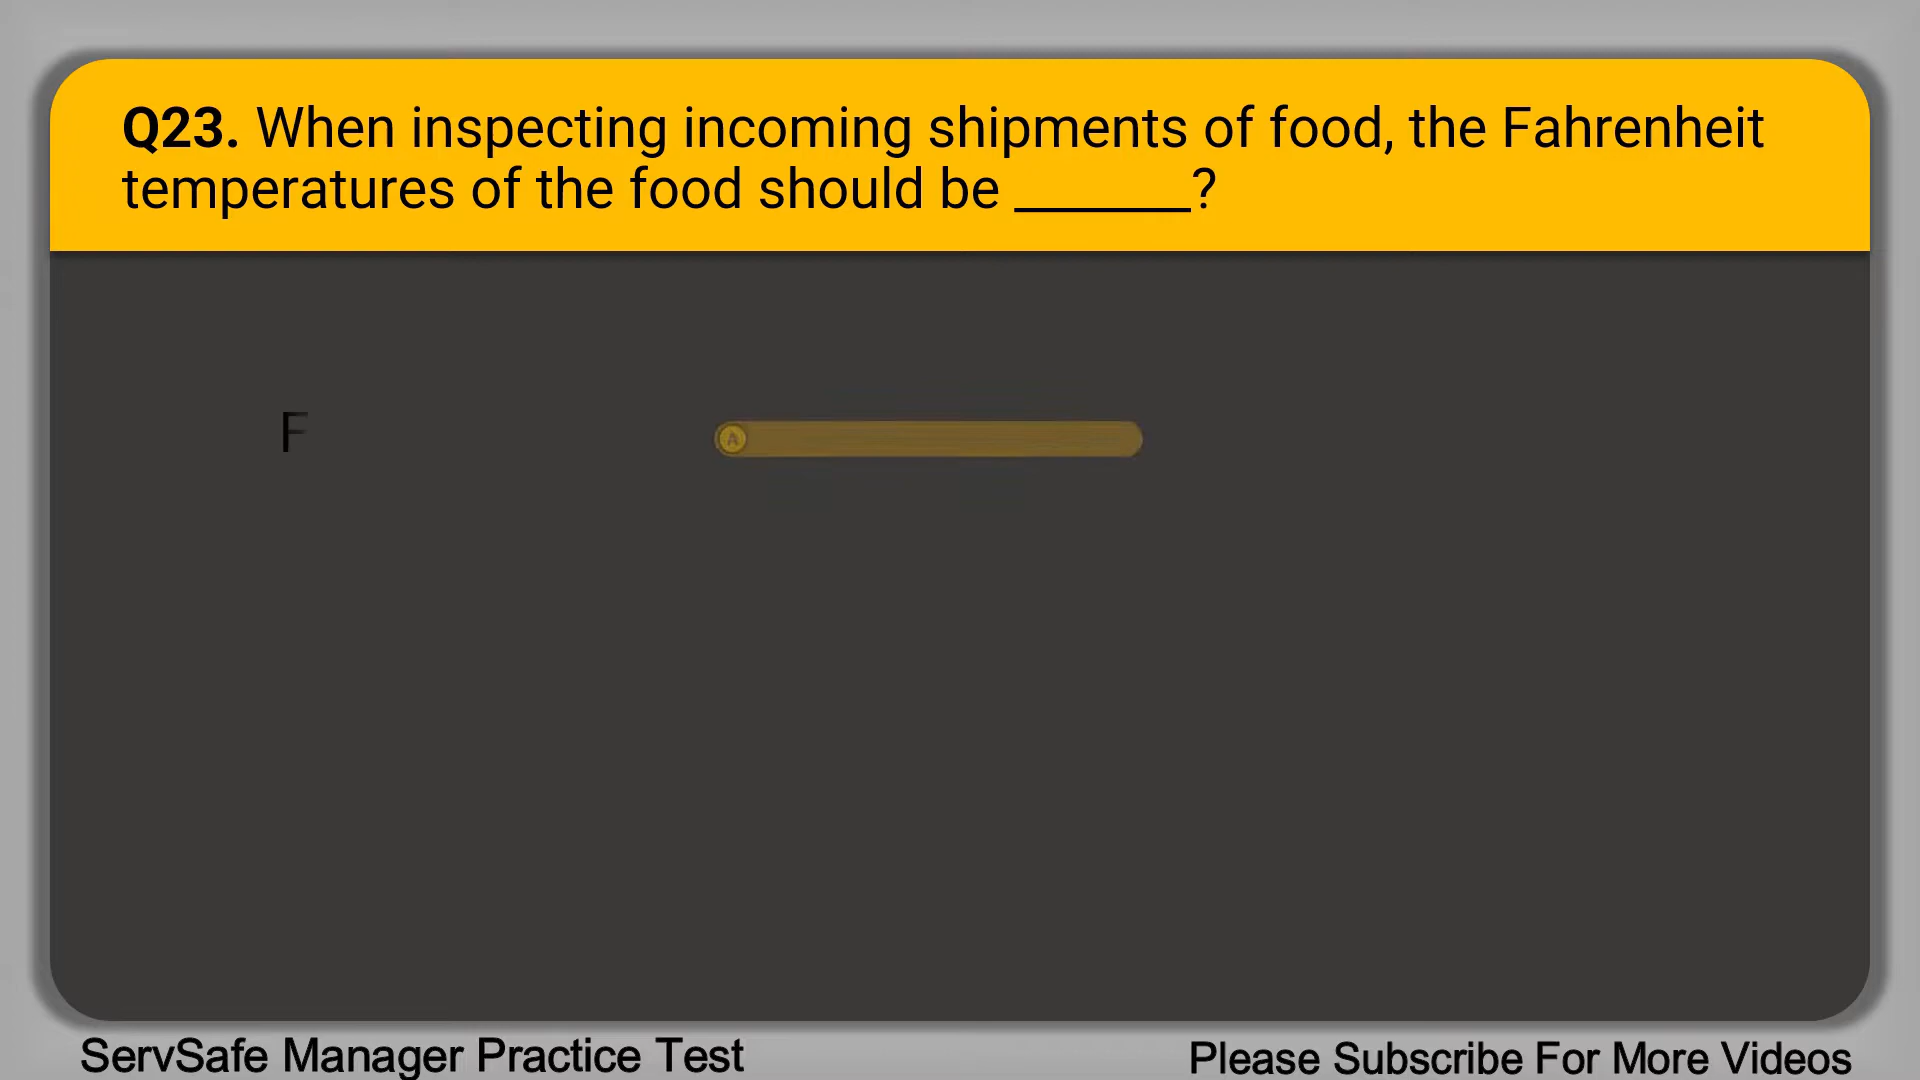 Q23. When inspecting incoming shipments of food, the Fahrenheit
temperatures of the food should be _______?
F
A
ServSafe Manager Practice Test
Please Subscribe For More Videos